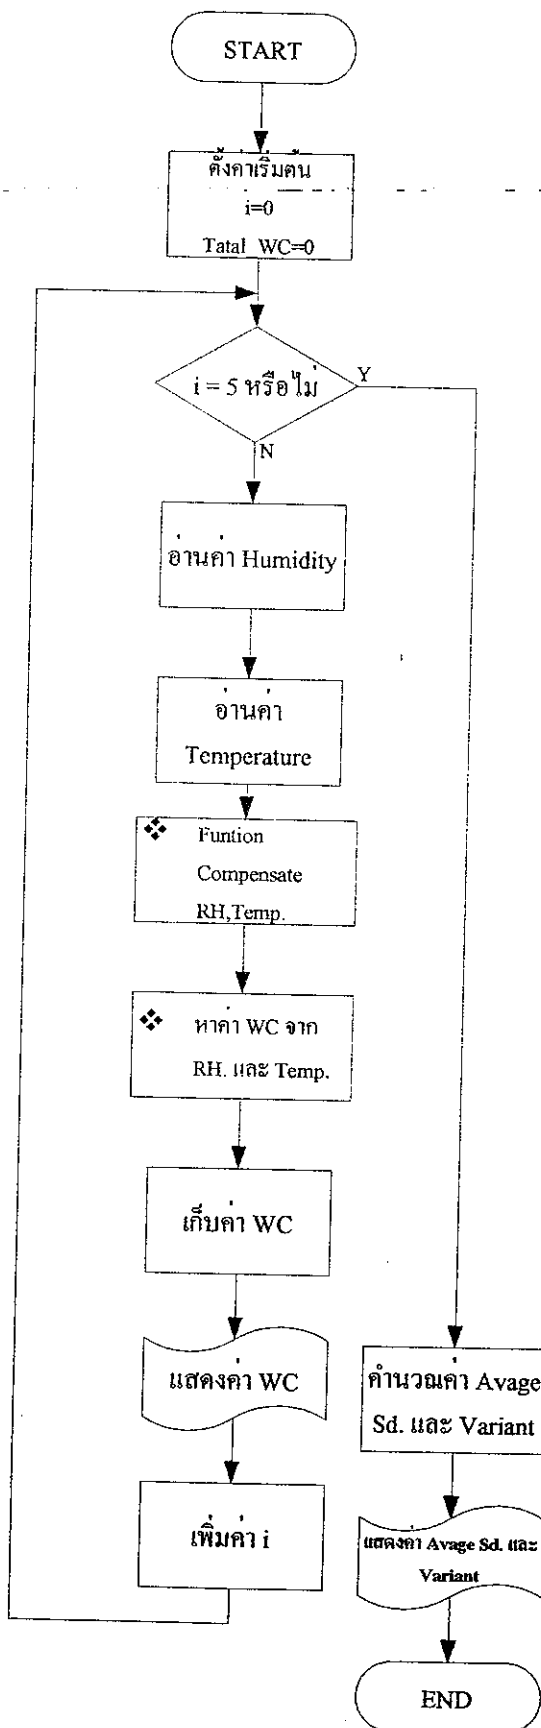 START
ตั้งค่าเริ่มต้น
i=0
Tatal WC=0
i = 5 หรือไม่
Y
N
อ่านค่า Humidity
อ่านค่า
Temperature
Funtion
Compensate
RH,Temp.
หาค่า WC จาก
RH. และ Temp.
เก็บค่า WC
แสดงค่า WC
เพิ่มค่า i
คำนวณค่า Avage
Sd. และ Variant
แสดงค่า Avage Sd. และ
Variant
END